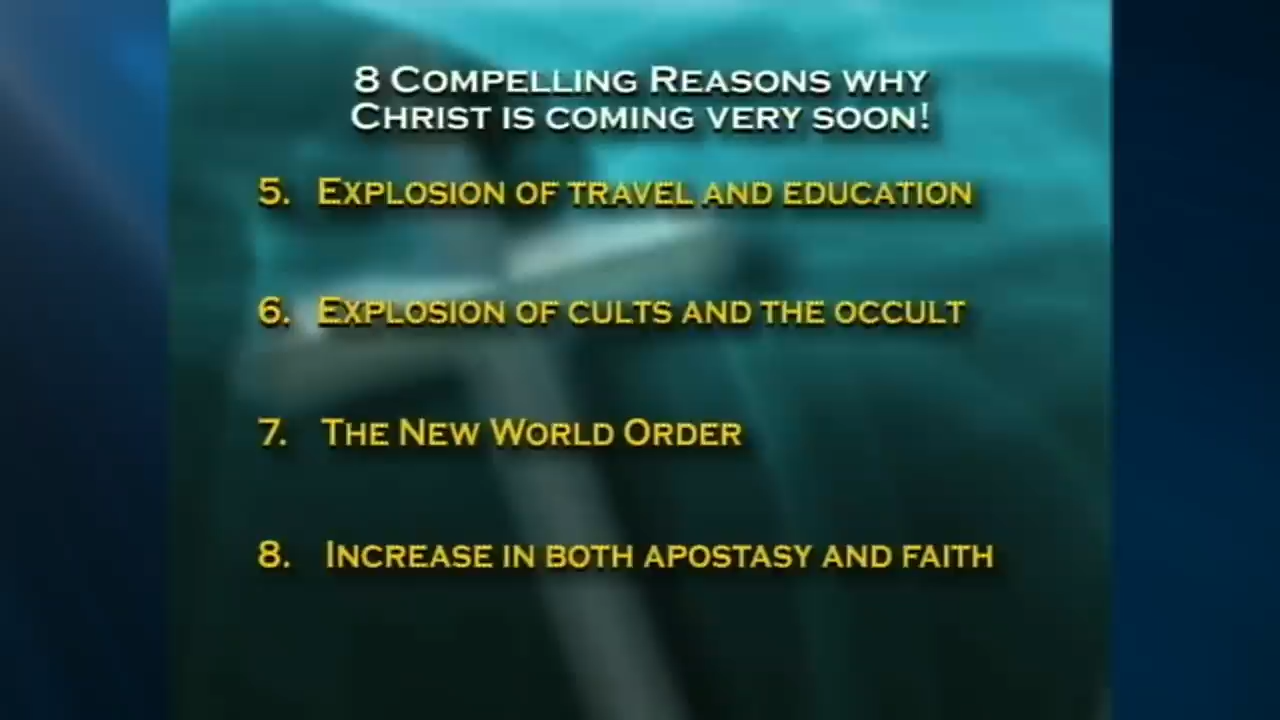 8 Compelling Reasons why
Christ is coming very soon!
5. Explosion of travel and education
6. Explosion of cults and the occult
7. The New World Order
8. Increase in both apostasy and faith